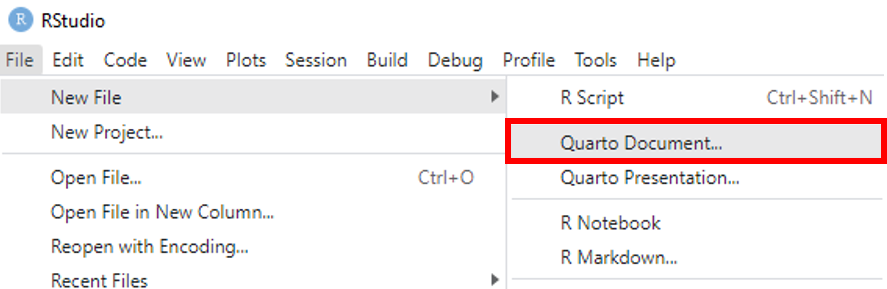 R RStudio
File Edit Code View Plots Session Build Debug Profile Tools Help
New File
New Project...
Open File... Ctrl+O
Open File in New Column...
Reopen with Encoding...
Recent Files
R Script Ctrl+Shift+N
Quarto Document...
Quarto Presentation...
R Notebook
R Markdown...